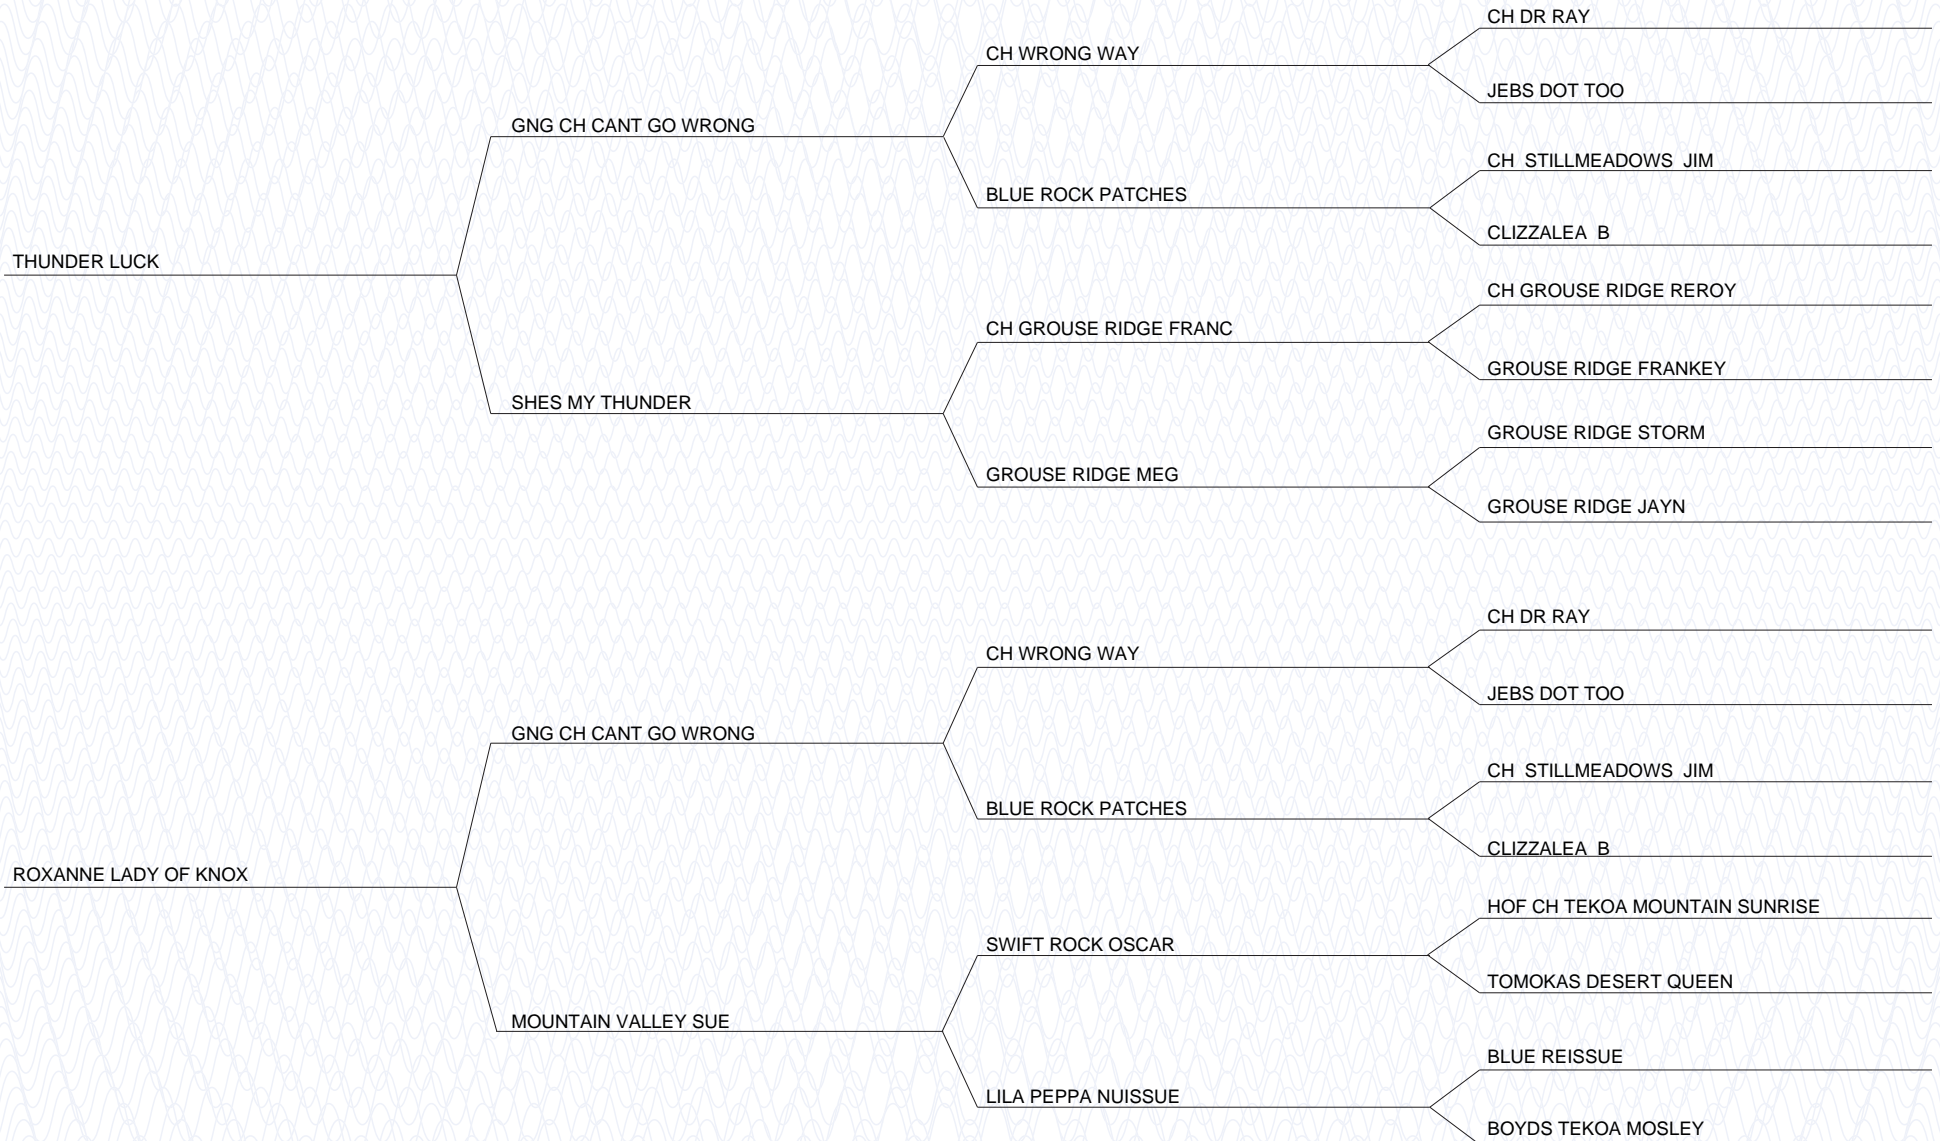 CH DR RAY
CH WRONG WAY
JEBS DOT TOO
GNG CH CANT GO WRONG
CH  STILLMEADOWS  JIM
BLUE ROCK PATCHES
CLIZZALEA  B
THUNDER LUCK
CH GROUSE RIDGE REROY
CH GROUSE RIDGE FRANC
GROUSE RIDGE FRANKEY
SHES MY THUNDER
GROUSE RIDGE STORM
GROUSE RIDGE MEG
GROUSE RIDGE JAYN
CH DR RAY
CH WRONG WAY
JEBS DOT TOO
GNG CH CANT GO WRONG
CH  STILLMEADOWS  JIM
BLUE ROCK PATCHES
CLIZZALEA  B
ROXANNE LADY OF KNOX
HOF CH TEKOA MOUNTAIN SUNRISE
SWIFT ROCK OSCAR
TOMOKAS DESERT QUEEN
MOUNTAIN VALLEY SUE
BLUE REISSUE
LILA PEPPA NUISSUE
BOYDS TEKOA MOSLEY